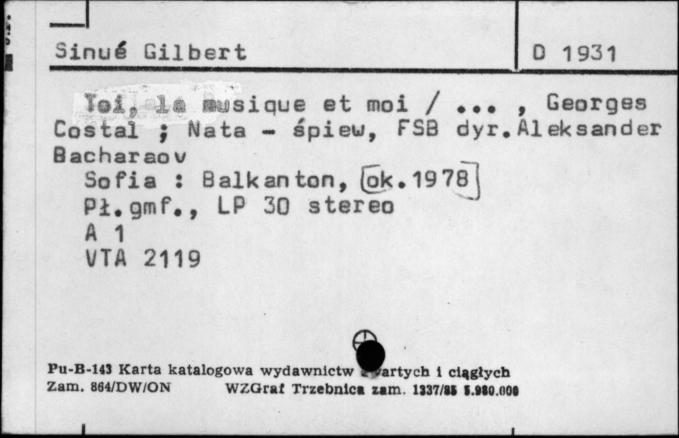 Sinué Gilbert
D 1931
Toi, la musique et moi / ... , Georges
Costal ; Nata - śpiew, FSB dyr. Aleksander
Bacharaov
Sofia : Balkanton, [ok.1978]
Pł.gmf., LP 30 stereo
A 1
VTA 2119
Pu-B-143 Karta katalogowa wydawnictw i ciągłych
Zam. 864/DW/ON WZGraf Trzebnica zam. 1337/85 5.980.000